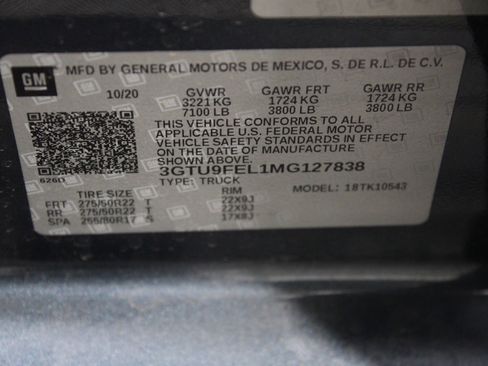 GM
MFD BY GENERAL MOTORS DE MEXICO, S. DE R.L. DE C.V.
10/20 GVWR GAWR FRT GAWR RR
3221 KG 1724 KG 1724 KG
7100 LB 3800 LB 3800 LB
THIS VEHICLE CONFORMS TO ALL
APPLICABLE U.S. FEDERAL MOTOR
VEHICLE SAFETY STANDARDS IN EFFECT
ON THE DATE OF MANUFACTURE SHOWN ABOVE.
3GTU9FEL1MG127838
626D TYPE: TRUCK MODEL: 18TK10543
TIRE SIZE RIM
FRT 275/50R22 T 22X9J
RR 275/50R22 T 22X9J
SPA 255/80R17 S 17X8J